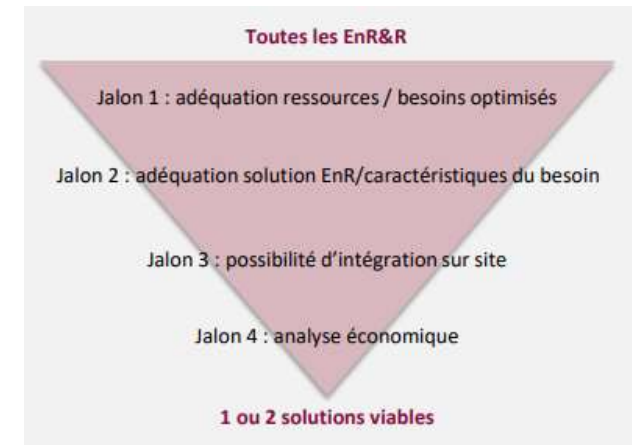 Toutes les EnR&R
Jalon 1 : adéquation ressources / besoins optimisés
Jalon 2 : adéquation solution EnR/caractéristiques du besoin
Jalon 3 : possibilité d'intégration sur site
Jalon 4 : analyse économique
1 ou 2 solutions viables